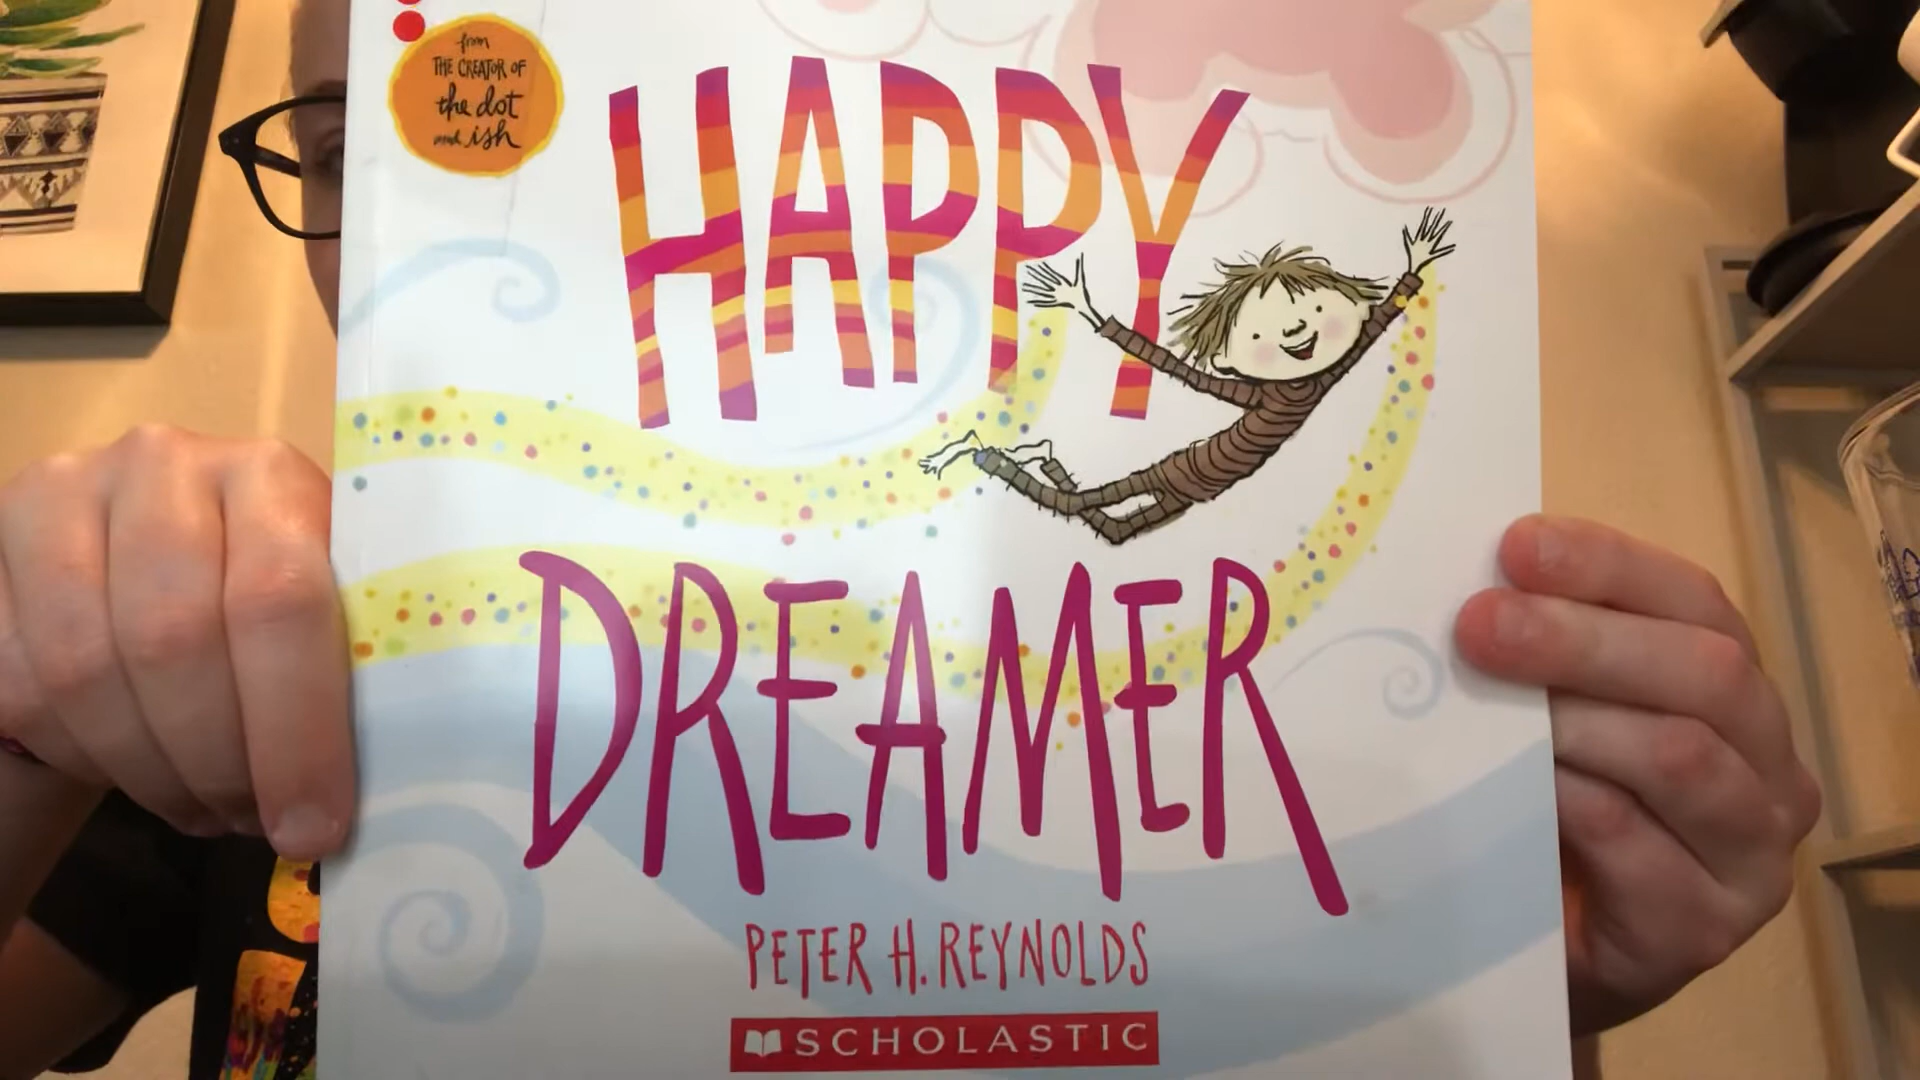 from
THE CREATOR OF
the dot
and ish
HAPPY
DREAMER
PETER H. REYNOLDS
SCHOLASTIC